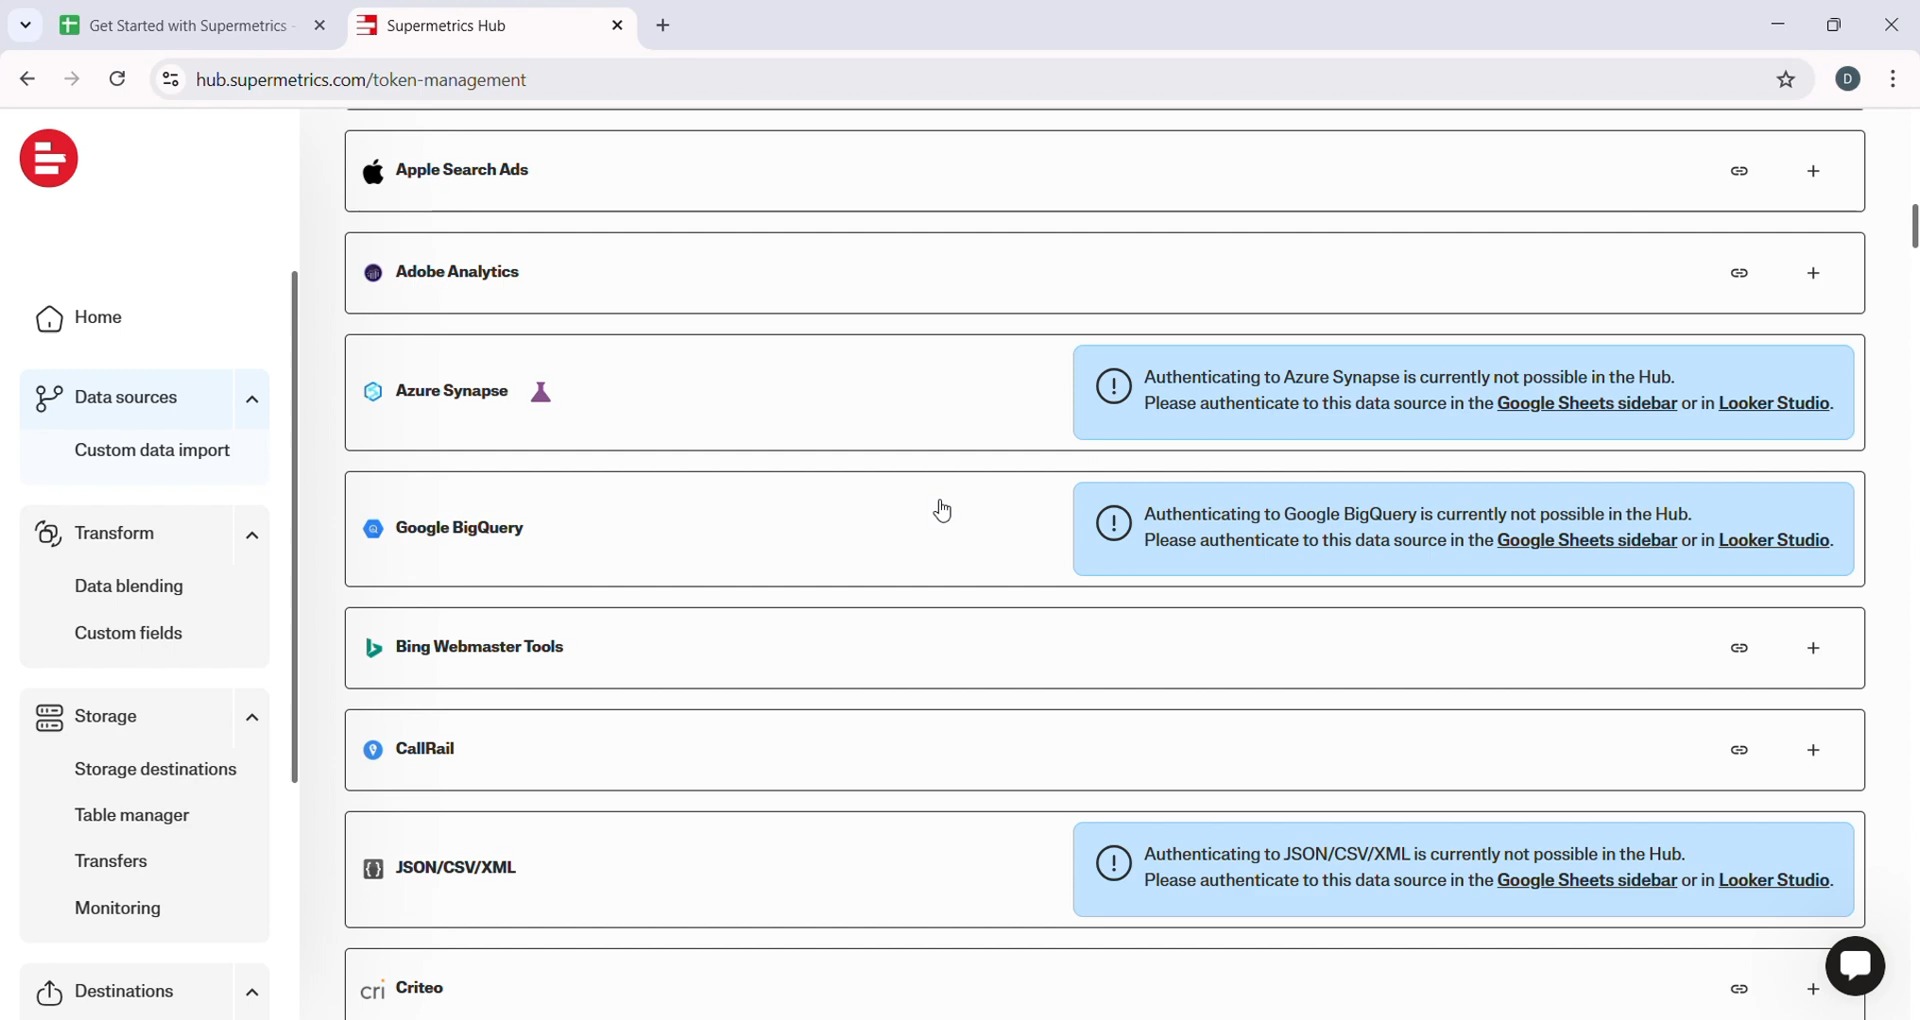 Get Started with Supermetrics -
Supermetrics Hub
hub.supermetrics.com/token-management
D
Home
Data sources
Custom data import
Transform
Data blending
Custom fields
Storage
Storage destinations
Table manager
Transfers
Monitoring
Destinations
Apple Search Ads
Adobe Analytics
Azure Synapse
Authenticating to Azure Synapse is currently not possible in the Hub.
Please authenticate to this data source in the Google Sheets sidebar or in Looker Studio.
Google BigQuery
Authenticating to Google BigQuery is currently not possible in the Hub.
Please authenticate to this data source in the Google Sheets sidebar or in Looker Studio.
Bing Webmaster Tools
CallRail
JSON/CSV/XML
Authenticating to JSON/CSV/XML is currently not possible in the Hub.
Please authenticate to this data source in the Google Sheets sidebar or in Looker Studio.
cri Criteo